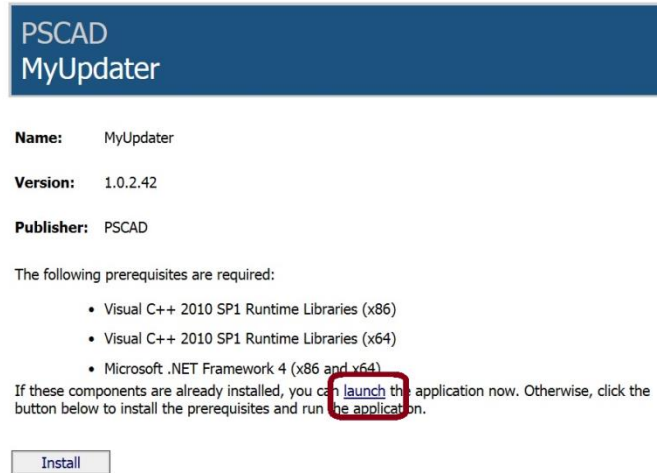 PSCAD
MyUpdater
Name: MyUpdater
Version: 1.0.2.42
Publisher: PSCAD
The following prerequisites are required:
• Visual C++ 2010 SP1 Runtime Libraries (x86)
• Visual C++ 2010 SP1 Runtime Libraries (x64)
• Microsoft .NET Framework 4 (x86 and x64)
If these components are already installed, you can launch the application now. Otherwise, click the
button below to install the prerequisites and run the application.
Install